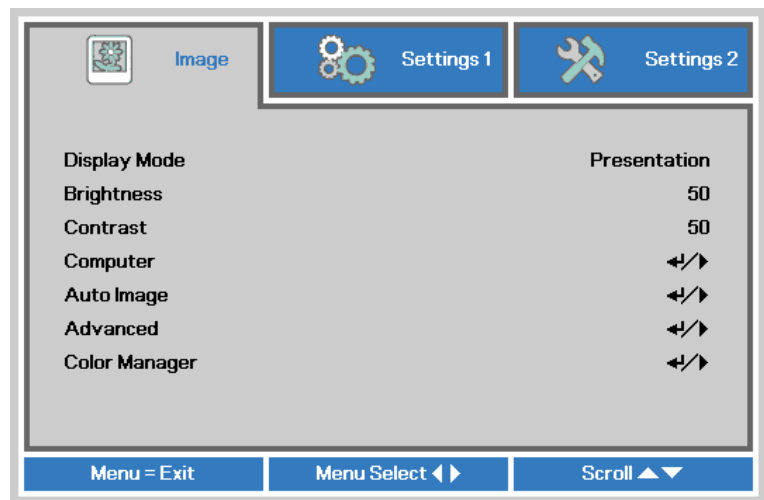 Image Settings 1 Settings 2
Display Mode Presentation
Brightness 50
Contrast 50
Computer ↵/▶
Auto Image ↵/▶
Advanced ↵/▶
Color Manager ↵/▶
Menu = Exit Menu Select ◀ ▶ Scroll ▲▼